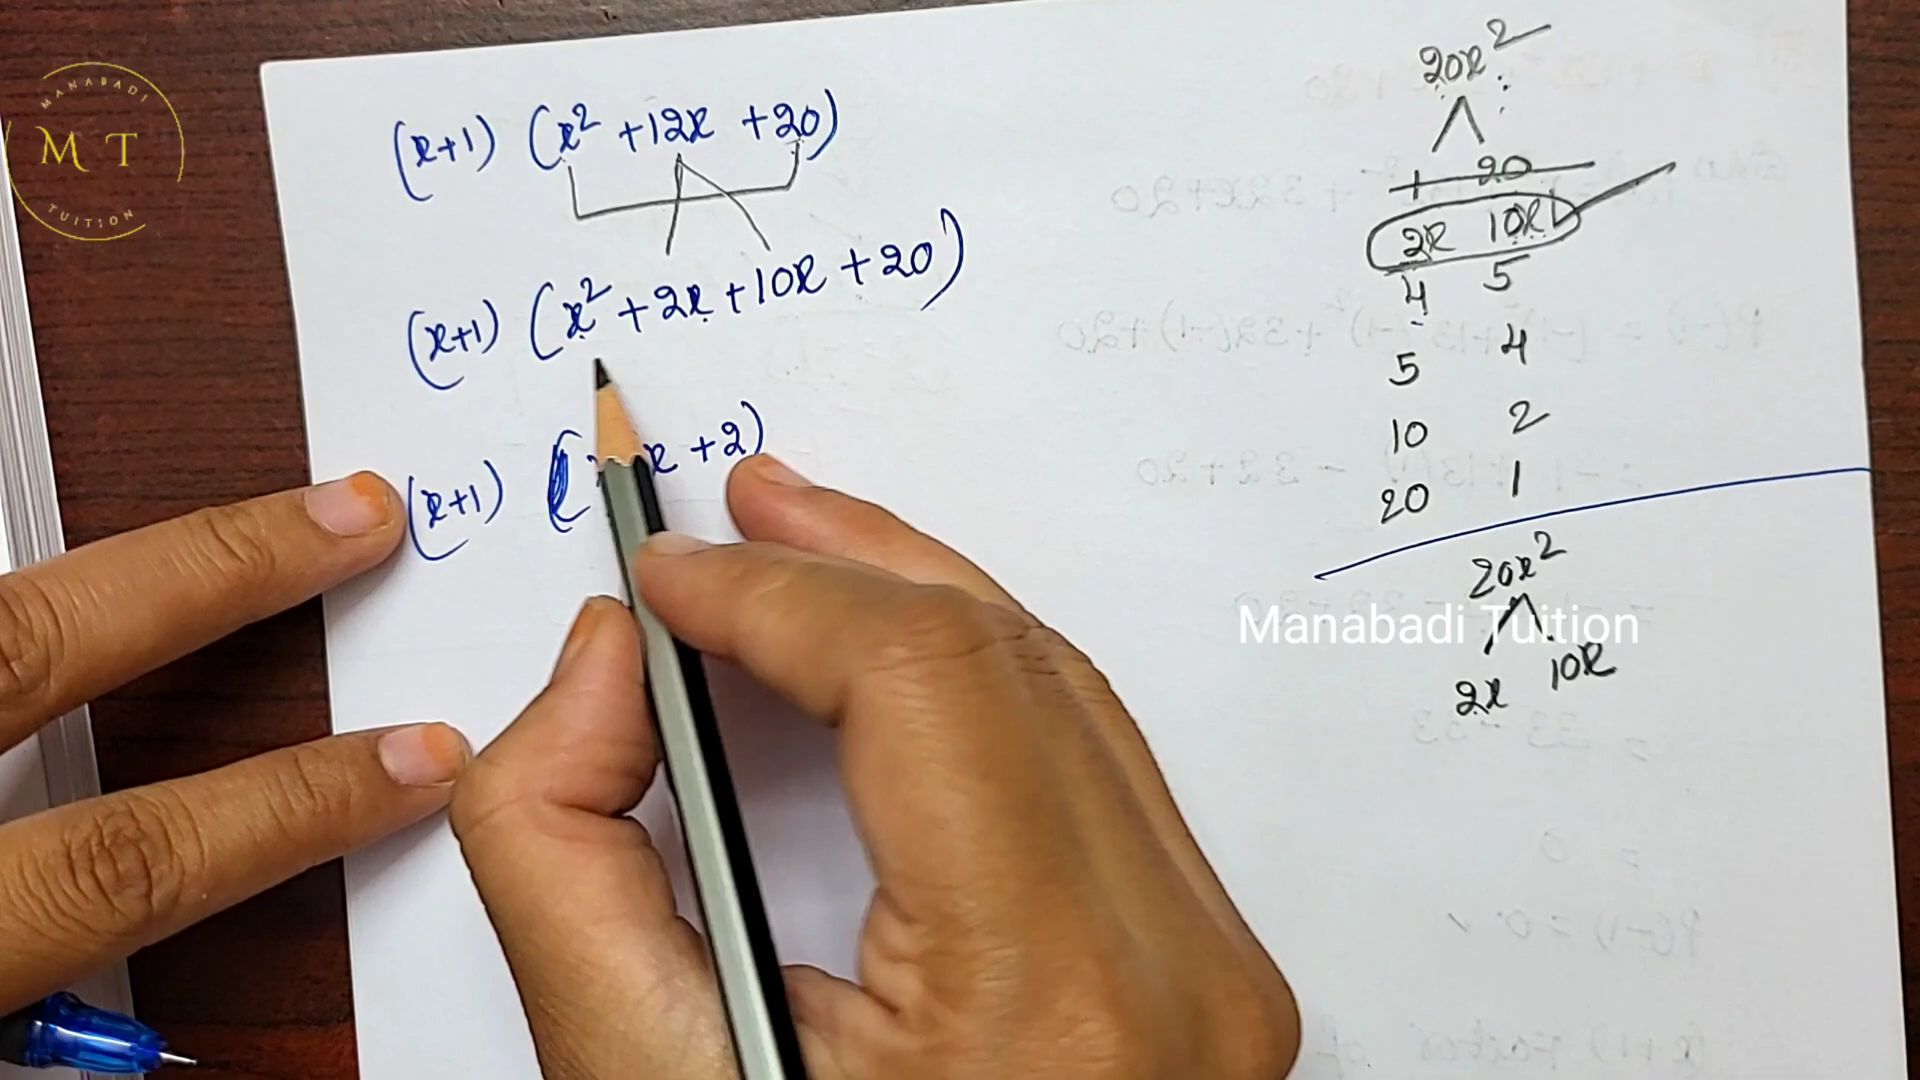 MANABADI
M T
TUITION
(x+1) (x² +12x +20)
(x+1) (x² +2x +10x +20)
(x+1) ( x +2)
20x²
1 20
2x 10x
4 5
5 4
10 2
20 1
20x²
2x 10x
Manabadi Tuition